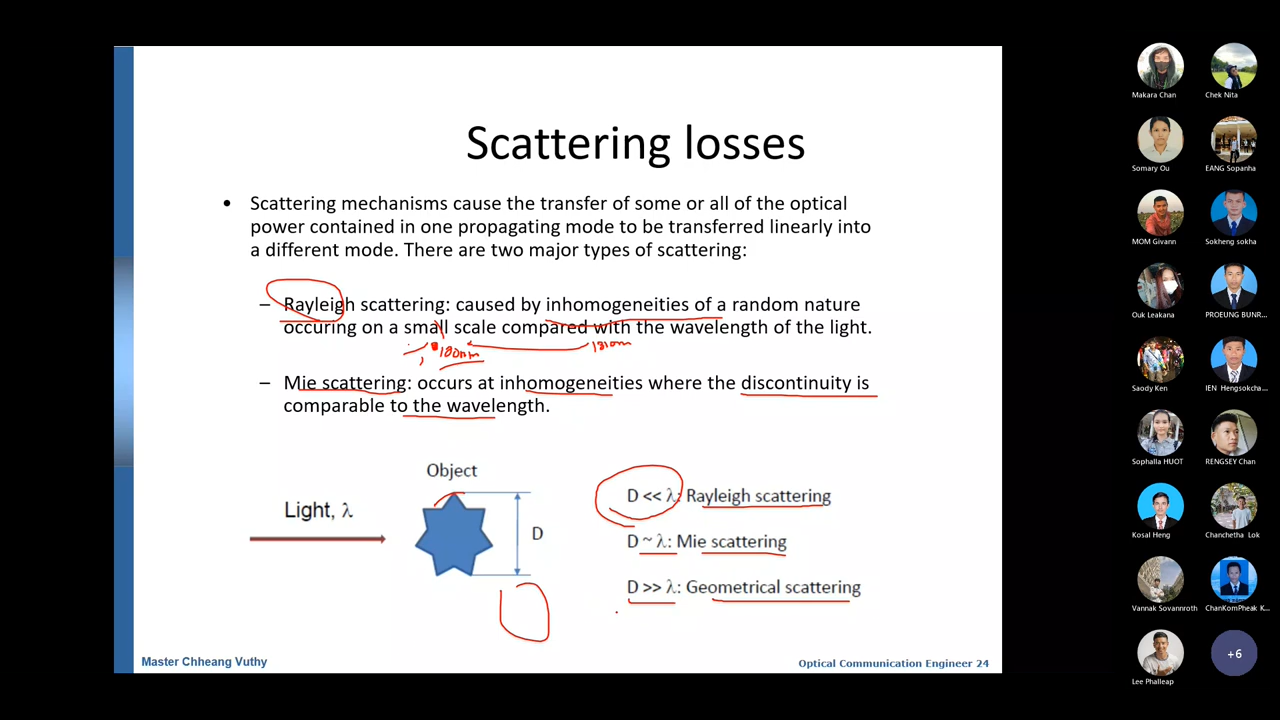 Scattering losses
• Scattering mechanisms cause the transfer of some or all of the optical
power contained in one propagating mode to be transferred linearly into
a different mode. There are two major types of scattering:
– Rayleigh scattering: caused by inhomogeneities of a random nature
occuring on a small scale compared with the wavelength of the light.
– Mie scattering: occurs at inhomogeneities where the discontinuity is
comparable to the wavelength.
Object
Light, λ
D
D << λ: Rayleigh scattering
D ~ λ: Mie scattering
D >> λ: Geometrical scattering
Master Chheang Vuthy
Optical Communication Engineer 24
Makara Chan
Chek Nita
Somary Ou
EANG Sopanha
MOM Givann
Sokheng sokha
Ouk Leakana
PROEUNG BUNR...
Saody Ken
IEN Hengsokcha...
Sophalla HUOT
RENGSEY Chan
Kosal Heng
Chanchetha Lok
Vannak Sovannroth
ChanKomPheak K...
Lee Phalleap
+6